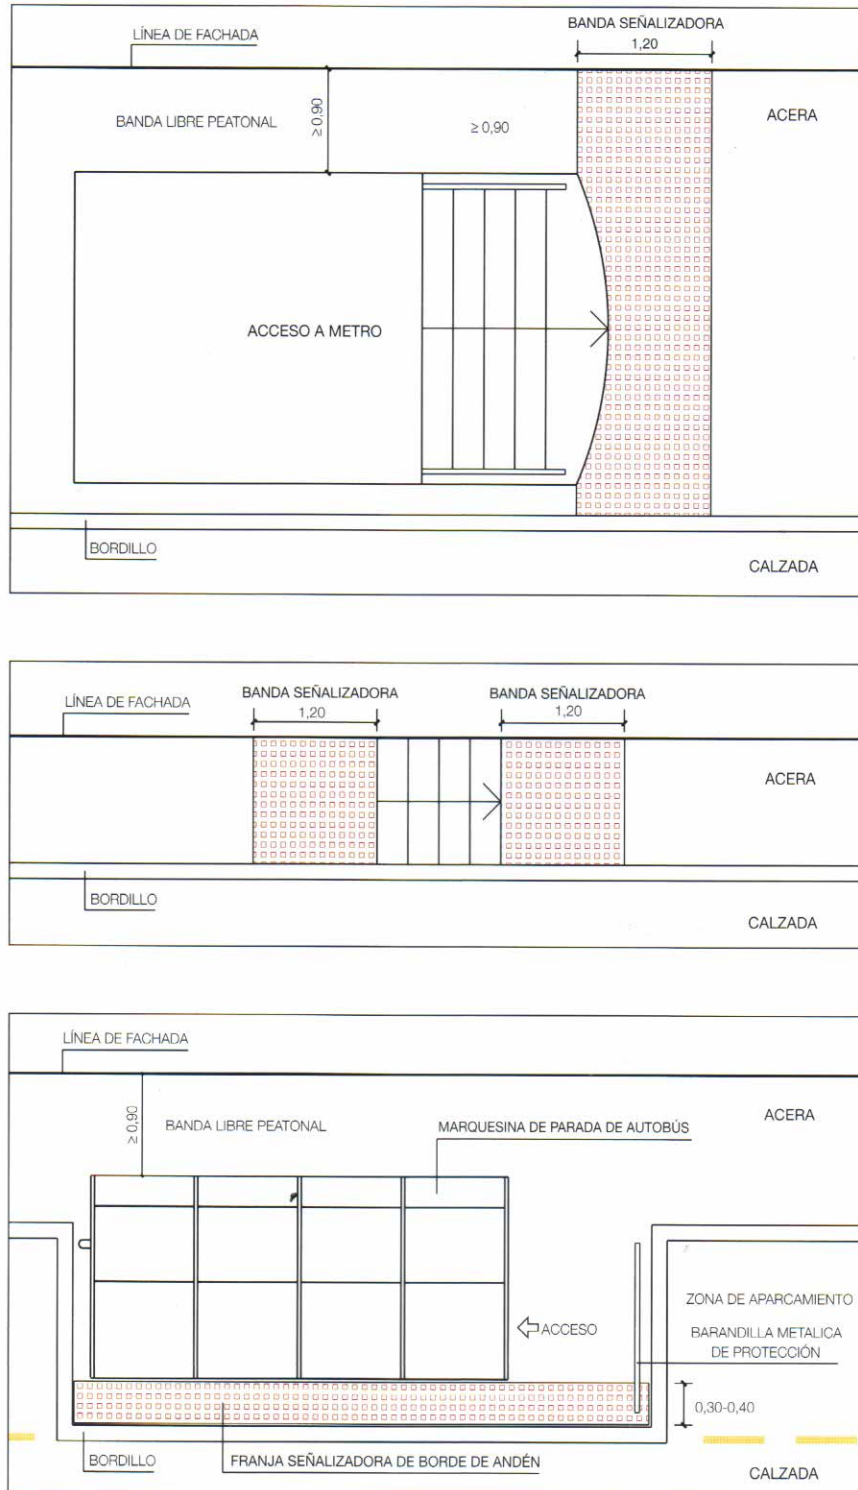 BANDA SEÑALIZADORA
LÍNEA DE FACHADA
1,20
≥ 0,90
BANDA LIBRE PEATONAL
≥ 0,90
ACERA
ACCESO A METRO
BORDILLO
CALZADA
BANDA SEÑALIZADORA
BANDA SEÑALIZADORA
LÍNEA DE FACHADA
1,20
1,20
ACERA
BORDILLO
CALZADA
LÍNEA DE FACHADA
≥ 0,90
BANDA LIBRE PEATONAL
MARQUESINA DE PARADA DE AUTOBÚS
ACERA
ZONA DE APARCAMIENTO
ACCESO
BARANDILLA METALICA
DE PROTECCIÓN
0,30-0,40
BORDILLO
FRANJA SEÑALIZADORA DE BORDE DE ANDÉN
CALZADA